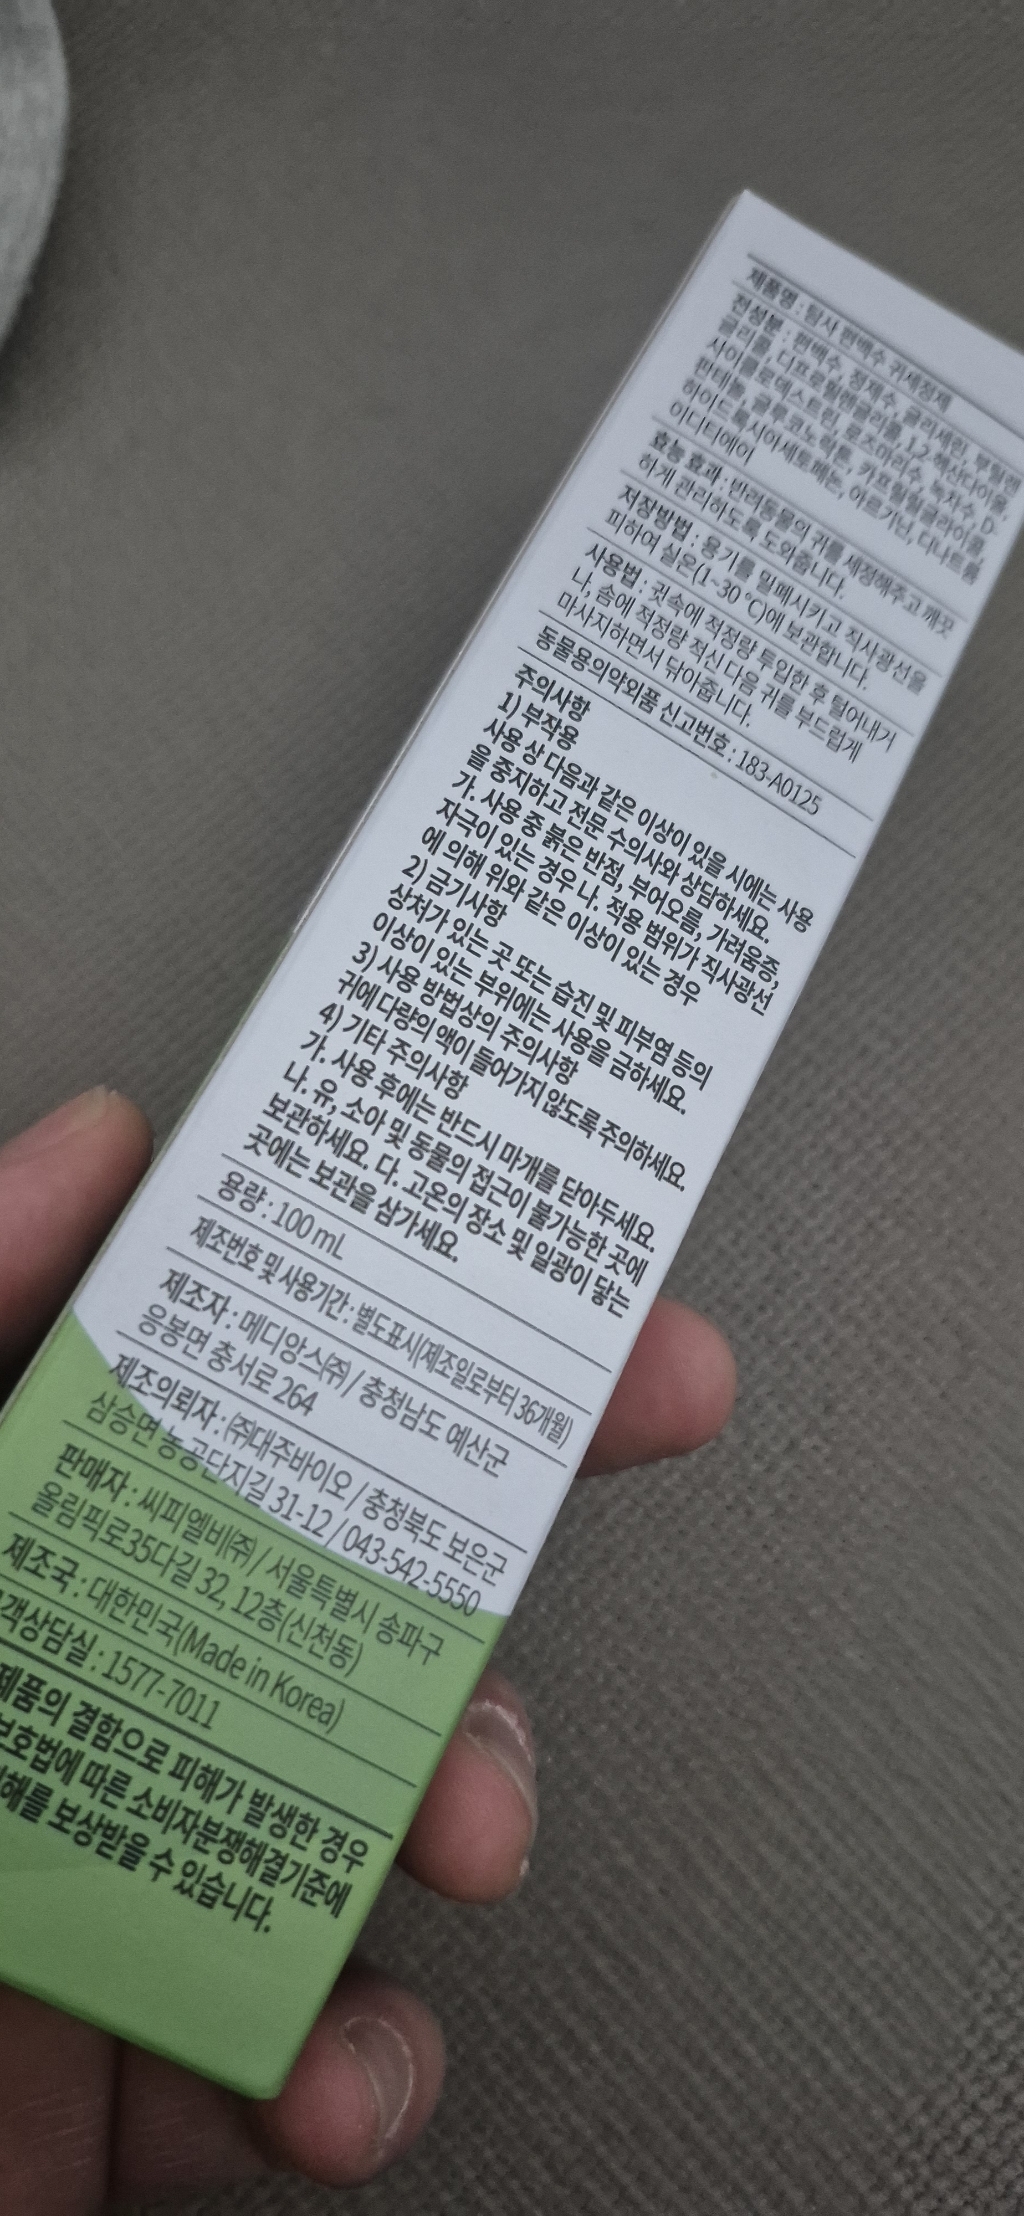 제품명 : 탐사 편백수 귀세정제
전성분 : 편백수, 정제수, 글리세린, 부틸렌
글리콜, 디프로필렌글라이콜, 1,2 헥산다이올,
사이클로덱스트린, 로즈마리수, 녹차수, D-
판테놀, 글루코노락톤, 카프릴릴글라이콜,
하이드록시아세토페논, 아르기닌, 디나트륨
이디티에이
효능 효과 : 반려동물의 귀를 세정해주고 깨끗
하게 관리하도록 도와줍니다.
저장방법 : 용기를 밀폐시키고 직사광선을
피하여 실온(1~30 ℃)에 보관합니다.
사용법 : 귓속에 적정량 투입한 후 털어내거
나, 솜에 적정량 적신 다음 귀를 부드럽게
마사지하면서 닦아줍니다.
동물용의약외품 신고번호 : 183-A0125
주의사항
1) 부작용
사용 상 다음과 같은 이상이 있을 시에는 사용
을 중지하고 전문 수의사와 상담하세요.
가. 사용 중 붉은 반점, 부어오름, 가려움증,
자극이 있는 경우 나. 적용 범위가 직사광선
에 의해 위와 같은 이상이 있는 경우
2) 금기사항
상처가 있는 곳 또는 습진 및 피부염 등의
이상이 있는 부위에는 사용을 금하세요.
3) 사용 방법상의 주의사항
귀에 다량의 액이 들어가지 않도록 주의하세요.
4) 기타 주의사항
가. 사용 후에는 반드시 마개를 닫아두세요.
나. 유, 소아 및 동물의 접근이 불가능한 곳에
보관하세요. 다. 고온의 장소 및 일광이 닿는
곳에는 보관을 삼가세요.
용량 : 100 mL
제조번호 및 사용기간 : 별도표시(제조일로부터 36개월)
제조자 : 메디앙스㈜ / 충청남도 예산군
응봉면 충서로 264
제조의뢰자 : ㈜대주바이오 / 충청북도 보은군
삼승면 농공단지길 31-12 / 043-542-5550
판매자 : 씨피엘비㈜ / 서울특별시 송파구
올림픽로35다길 32, 12층(신천동)
제조국 : 대한민국(Made in Korea)
객상담실 : 1577-7011
제품의 결함으로 피해가 발생한 경우
보호법에 따른 소비자분쟁해결기준에
해를 보상받을 수 있습니다.